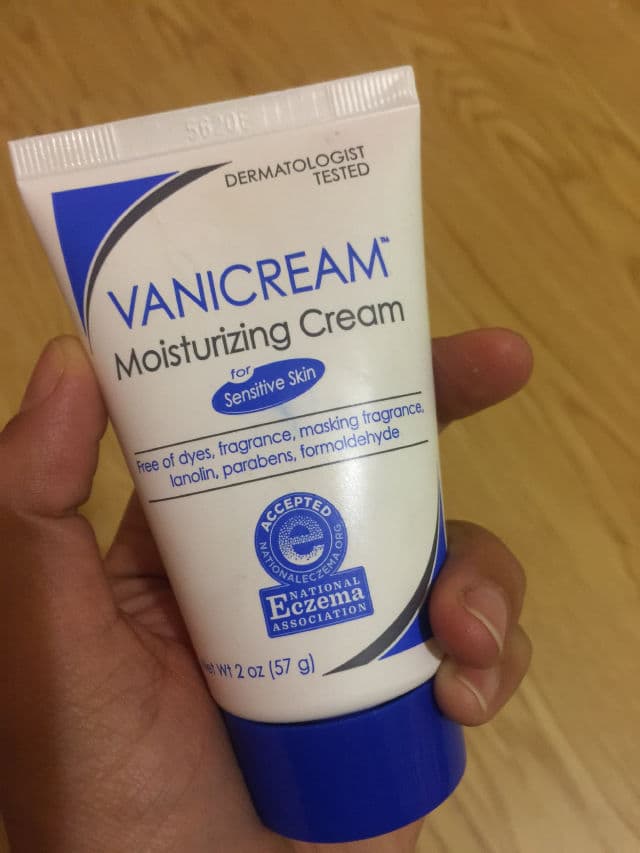 DERMATOLOGIST
TESTED
VANICREAM™
Moisturizing Cream
for
Sensitive Skin
Free of dyes, fragrance, masking fragrance,
lanolin, parabens, formaldehyde
ACCEPTED
e
NATIONALECZEMA.ORG
NATIONAL
Eczema
ASSOCIATION
Wt 2 oz (57 g)